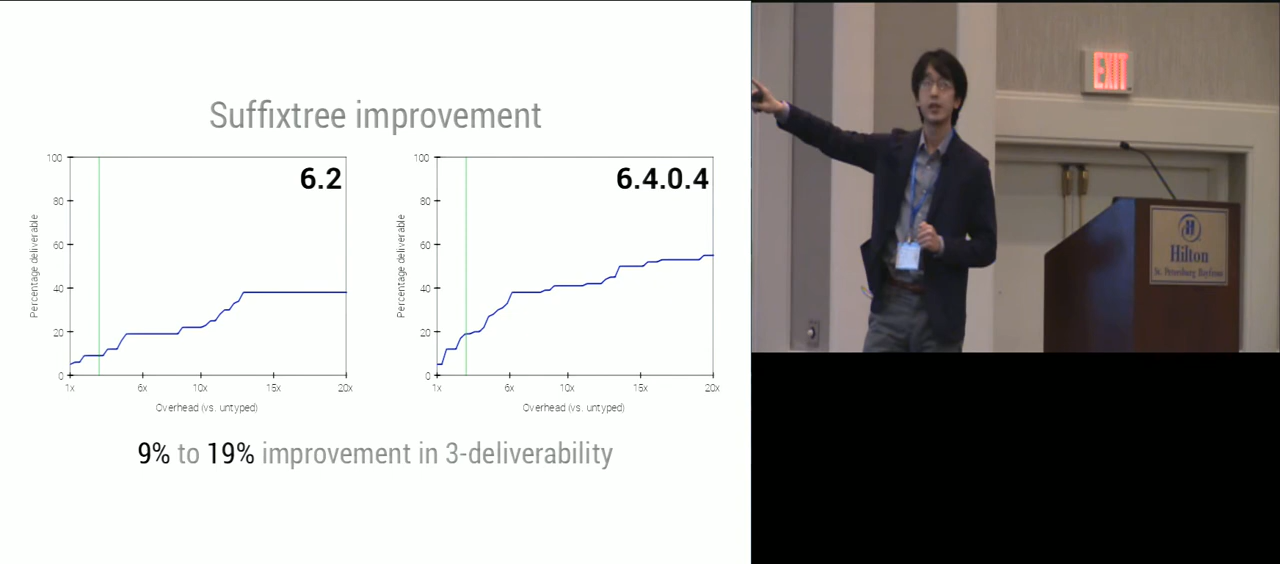 Suffixtree improvement
6.2
100
80
60
40
20
0
Percentage deliverable
1x 6x 10x 15x 20x
Overhead (vs. untyped)
6.4.0.4
100
80
60
40
20
0
Percentage deliverable
1x 6x 10x 15x 20x
Overhead (vs. untyped)
9% to 19% improvement in 3-deliverability
EXIT
Hilton
St. Petersburg Bayfront